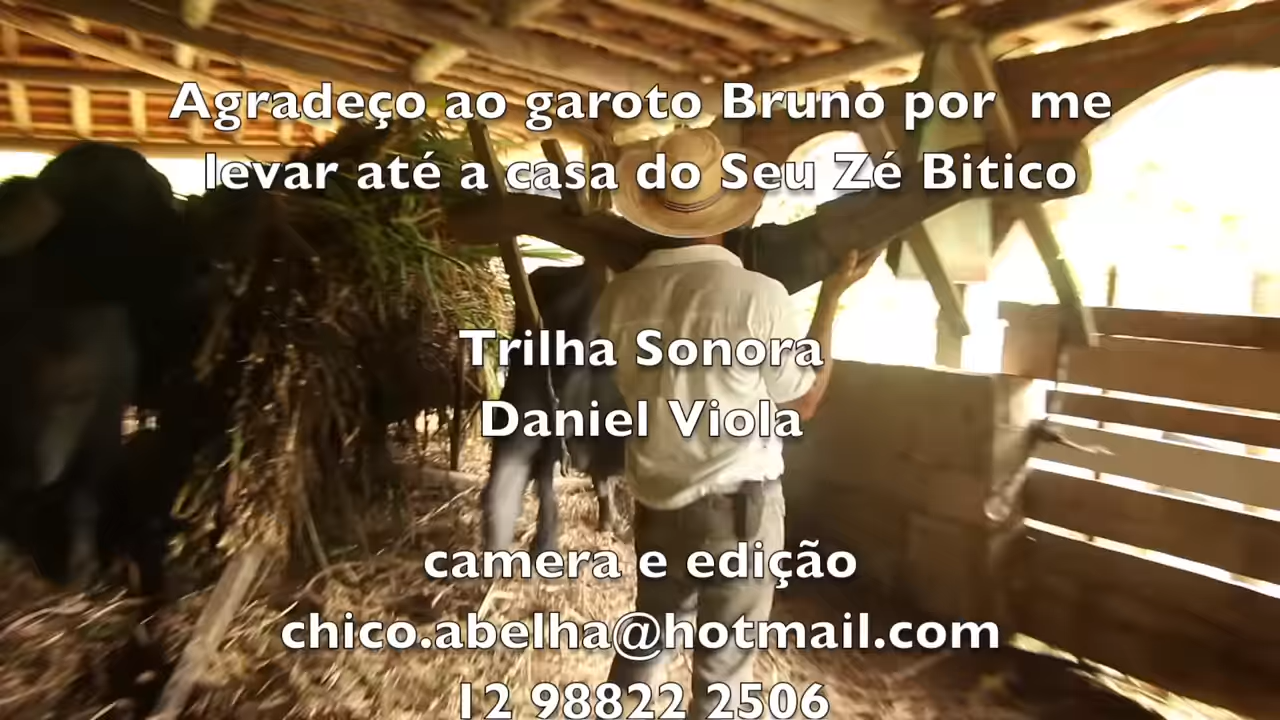 Agradeço ao garoto Bruno por  me
levar até a casa do Seu Zé Bitico
Trilha Sonora
Daniel Viola
camera e edição
chico.abelha@hotmail.com
12 98822 2506